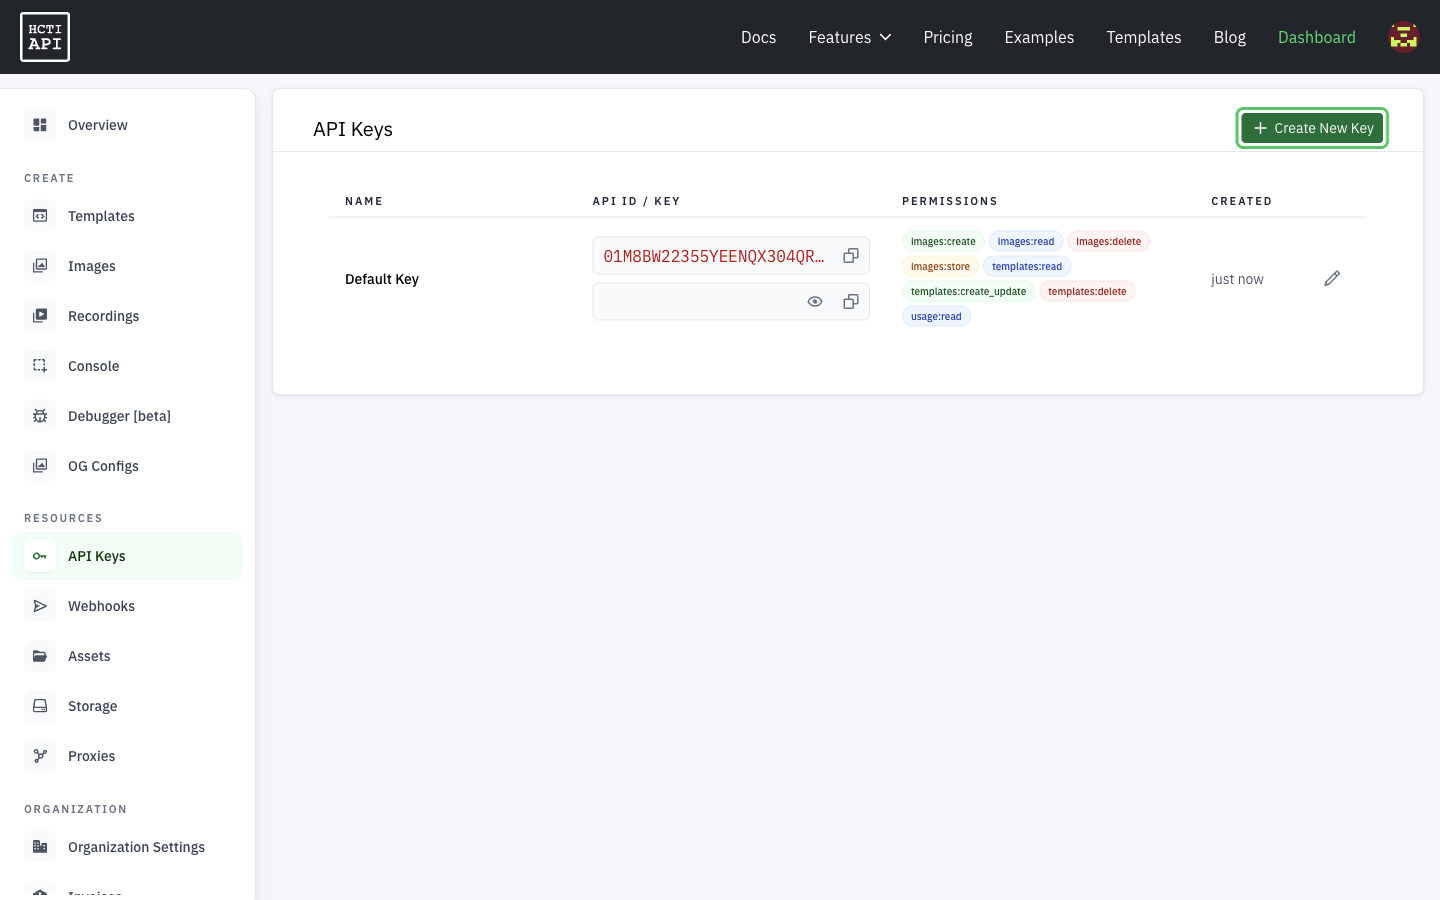 HCTI
API
Docs
Features
Pricing
Examples
Templates
Blog
Dashboard
Overview
CREATE
Templates
Images
Recordings
Console
Debugger [beta]
OG Configs
RESOURCES
API Keys
Webhooks
Assets
Storage
Proxies
ORGANIZATION
Organization Settings
Invoices
API Keys
Create New Key
NAME
API ID / KEY
PERMISSIONS
CREATED
Default Key
01M8BW22355YEENQX304QR…
images:create
images:read
images:delete
images:store
templates:read
templates:create_update
templates:delete
usage:read
just now